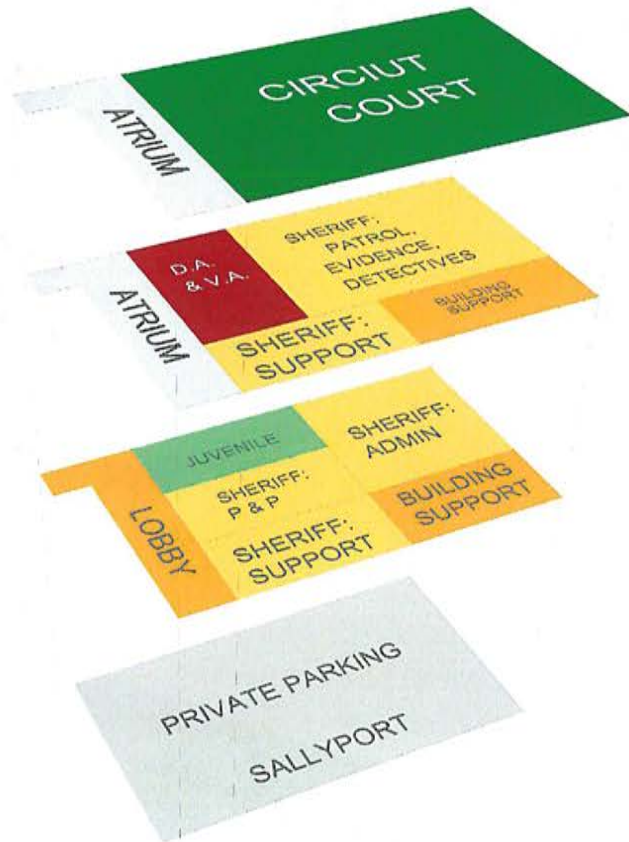 CIRCIUT
COURT
ATRIUM
D.A.
& V.A.
SHERIFF:
PATROL,
EVIDENCE,
DETECTIVES
BUILDING
SUPPORT
SHERIFF:
SUPPORT
ATRIUM
JUVENILE
SHERIFF:
ADMIN
SHERIFF:
P & P
BUILDING
SUPPORT
SHERIFF:
SUPPORT
LOBBY
PRIVATE PARKING
SALLYPORT